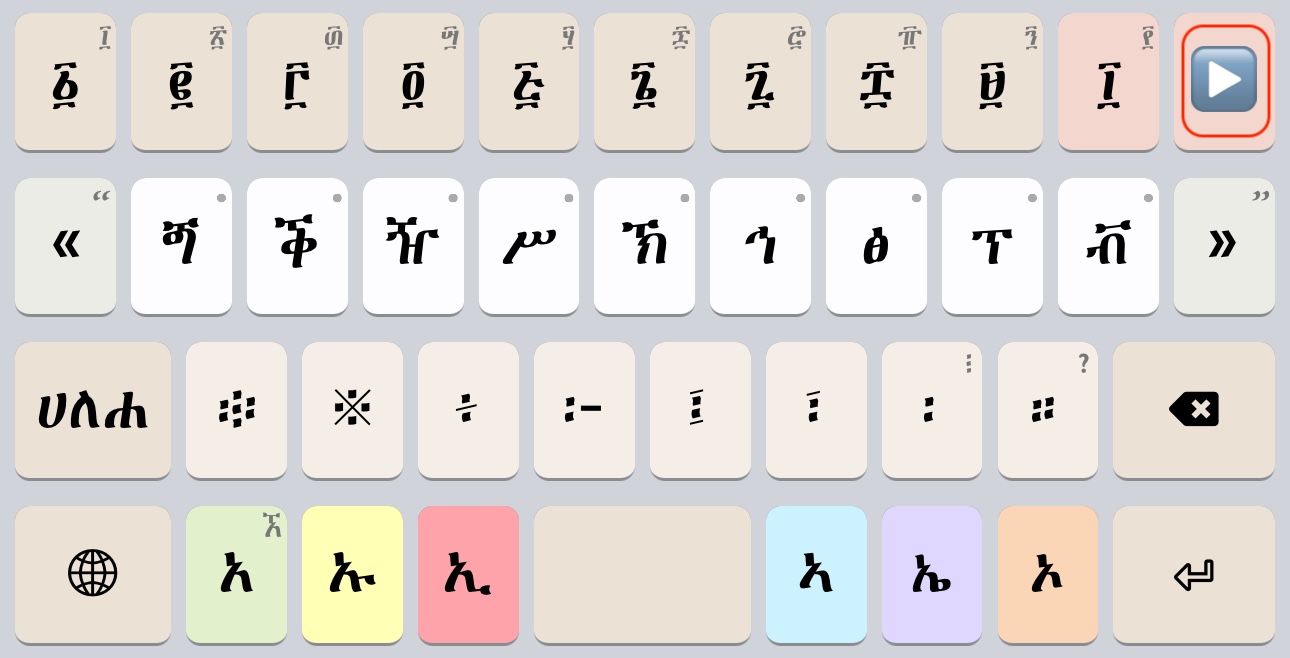 ፲ ፳ ፴ ፵ ፶ ፷ ፸ ፹ ፺ ፻
፩ ፪ ፫ ፬ ፭ ፮ ፯ ፰ ፱ ፲
“ ”
« ጝ ቕ ዥ ሥ ኽ ኅ ፅ ፕ ቭ »
፧ ?
ሀለሐ ፨ ※ ፥ ፦ ፤ ፣ ፡ ።
ኧ
አ ኡ ኢ ኣ ኤ ኦ